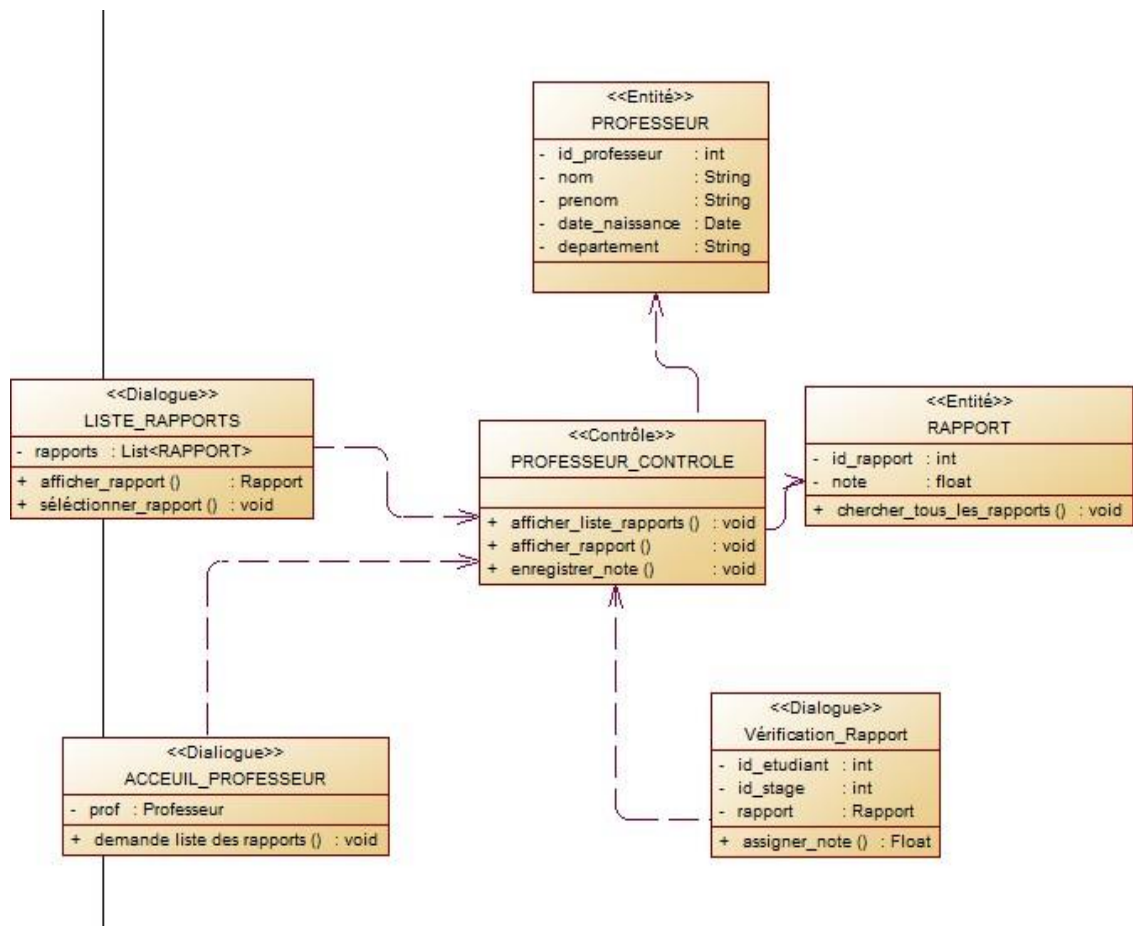 <<Entité>>
PROFESSEUR
- id_professeur : int
- nom : String
- prenom : String
- date_naissance : Date
- departement : String
<<Dialogue>>
LISTE_RAPPORTS
- rapports : List<RAPPORT>
+ afficher_rapport () : Rapport
+ séléctionner_rapport () : void
<<Contrôle>>
PROFESSEUR_CONTROLE
+ afficher_liste_rapports () : void
+ afficher_rapport () : void
+ enregistrer_note () : void
<<Entité>>
RAPPORT
- id_rapport : int
- note : float
+ chercher_tous_les_rapports () : void
<<Dialiogue>>
ACCEUIL_PROFESSEUR
- prof : Professeur
+ demande liste des rapports () : void
<<Dialogue>>
Vérification_Rapport
- id_etudiant : int
- id_stage : int
- rapport : Rapport
+ assigner_note () : Float